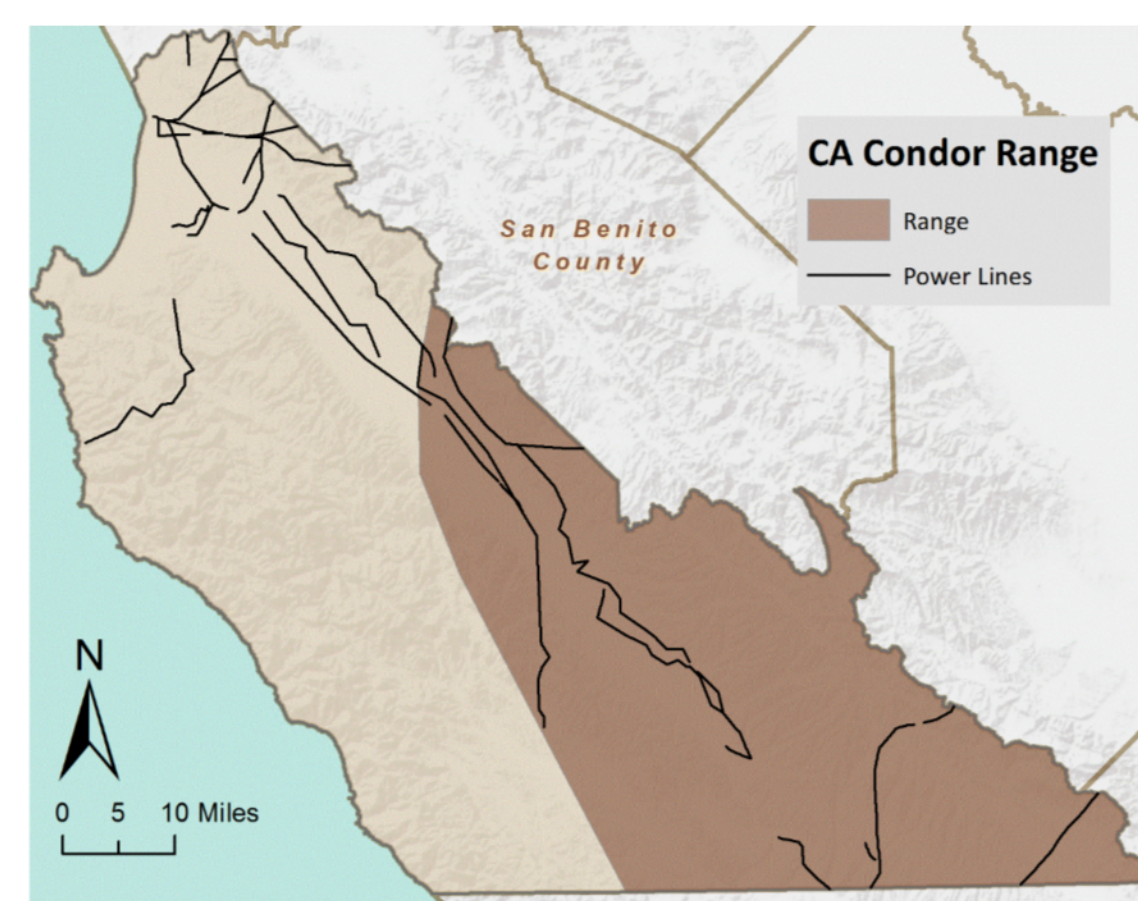 CA Condor Range
Range
Power Lines
San Benito
County
N
0 5 10 Miles